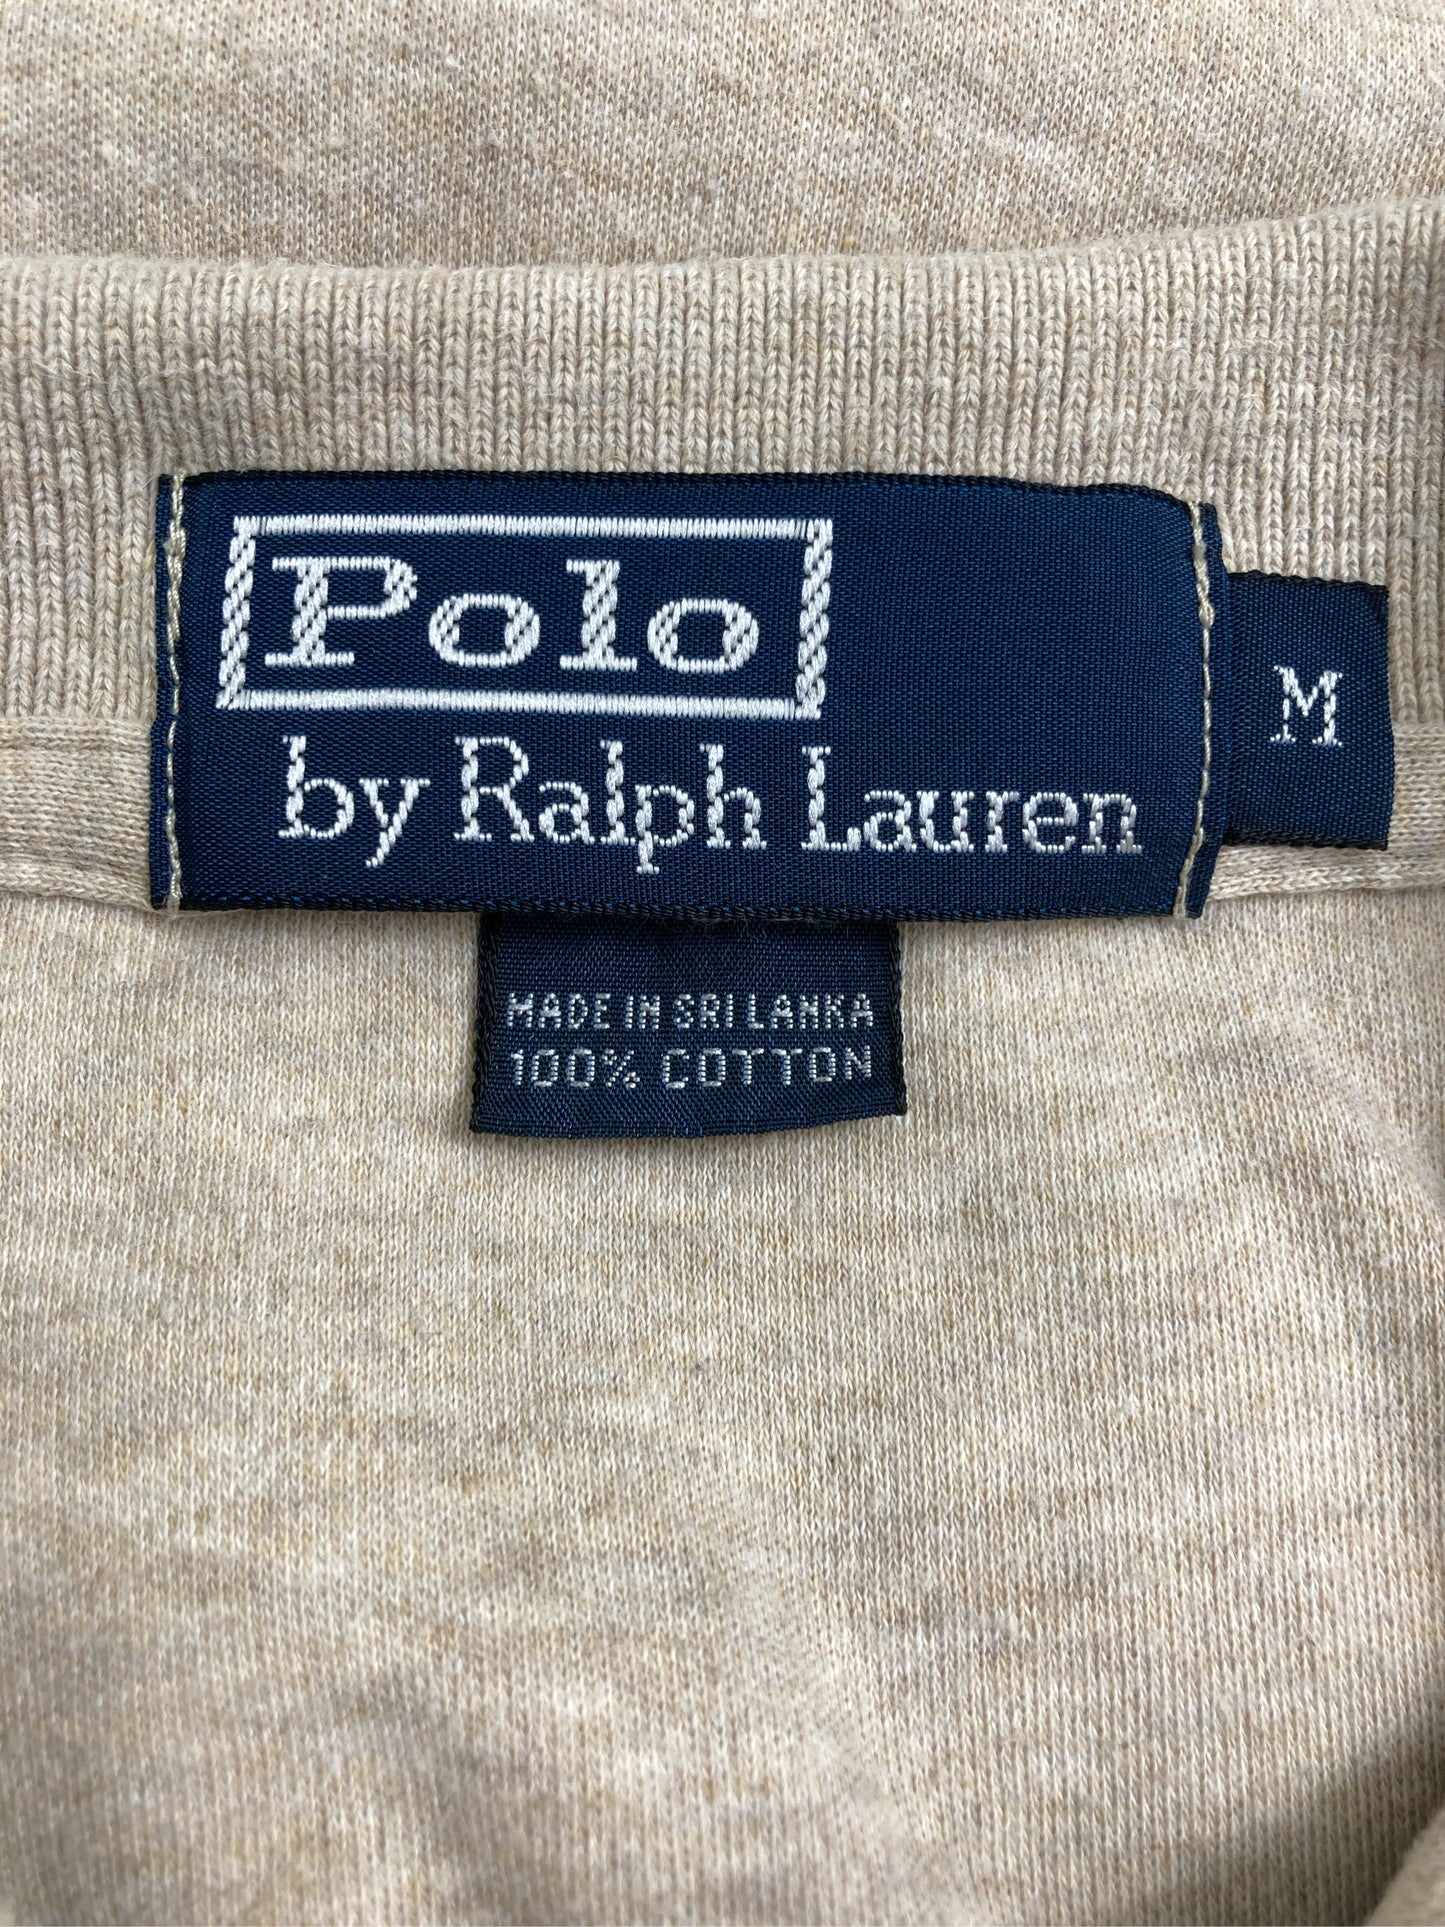 Polo
by Ralph Lauren
M
MADE IN SRI LANKA
100% COTTON